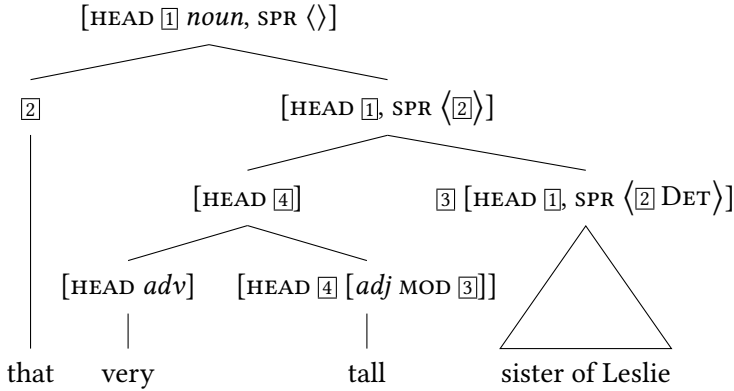 [HEAD 1 noun, SPR ⟨⟩]
2 [HEAD 1, SPR ⟨2⟩]
[HEAD 4] 3 [HEAD 1, SPR ⟨2 DET⟩]
[HEAD adv] [HEAD 4 [adj MOD 3]]
that very tall sister of Leslie